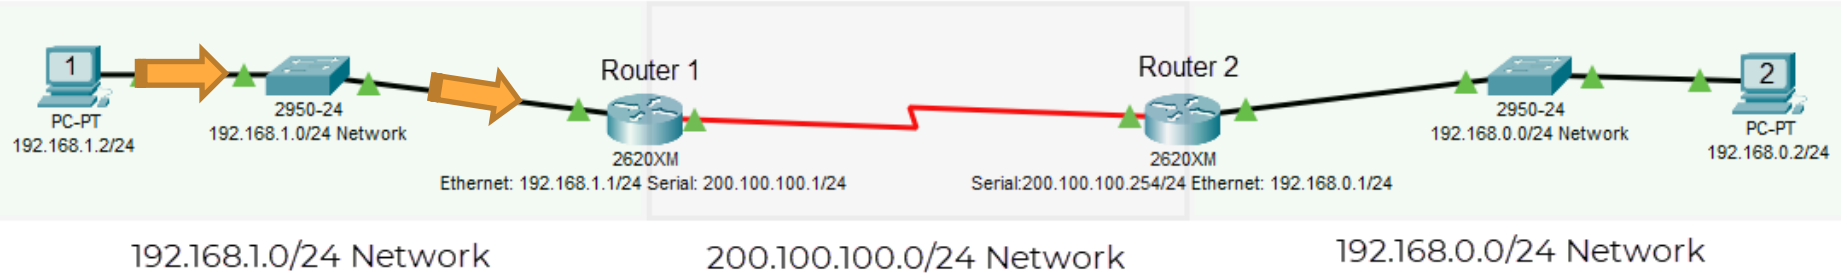 1
PC-PT
192.168.1.2/24
2950-24
192.168.1.0/24 Network
Router 1
2620XM
Ethernet: 192.168.1.1/24 Serial: 200.100.100.1/24
Router 2
2620XM
Serial:200.100.100.254/24 Ethernet: 192.168.0.1/24
2950-24
192.168.0.0/24 Network
2
PC-PT
192.168.0.2/24
192.168.1.0/24 Network
200.100.100.0/24 Network
192.168.0.0/24 Network